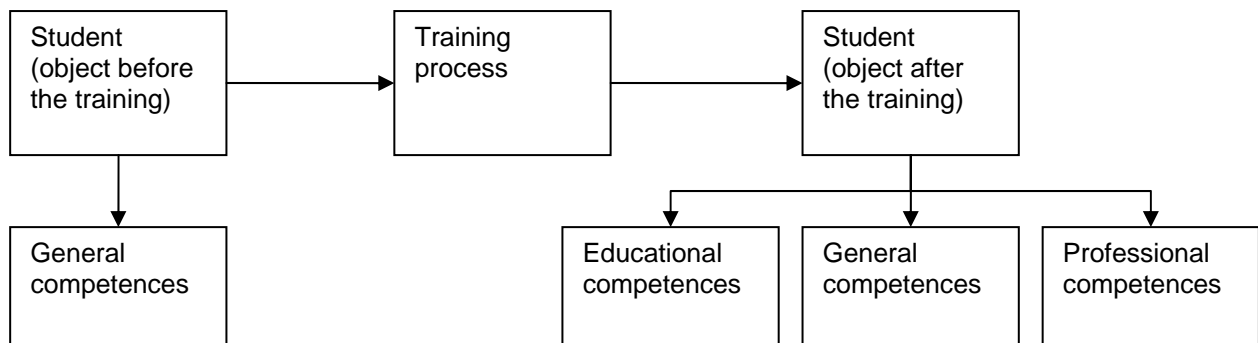 Student
(object before
the training)
Training
process
Student
(object after
the training)
General
competences
Educational
competences
General
competences
Professional
competences